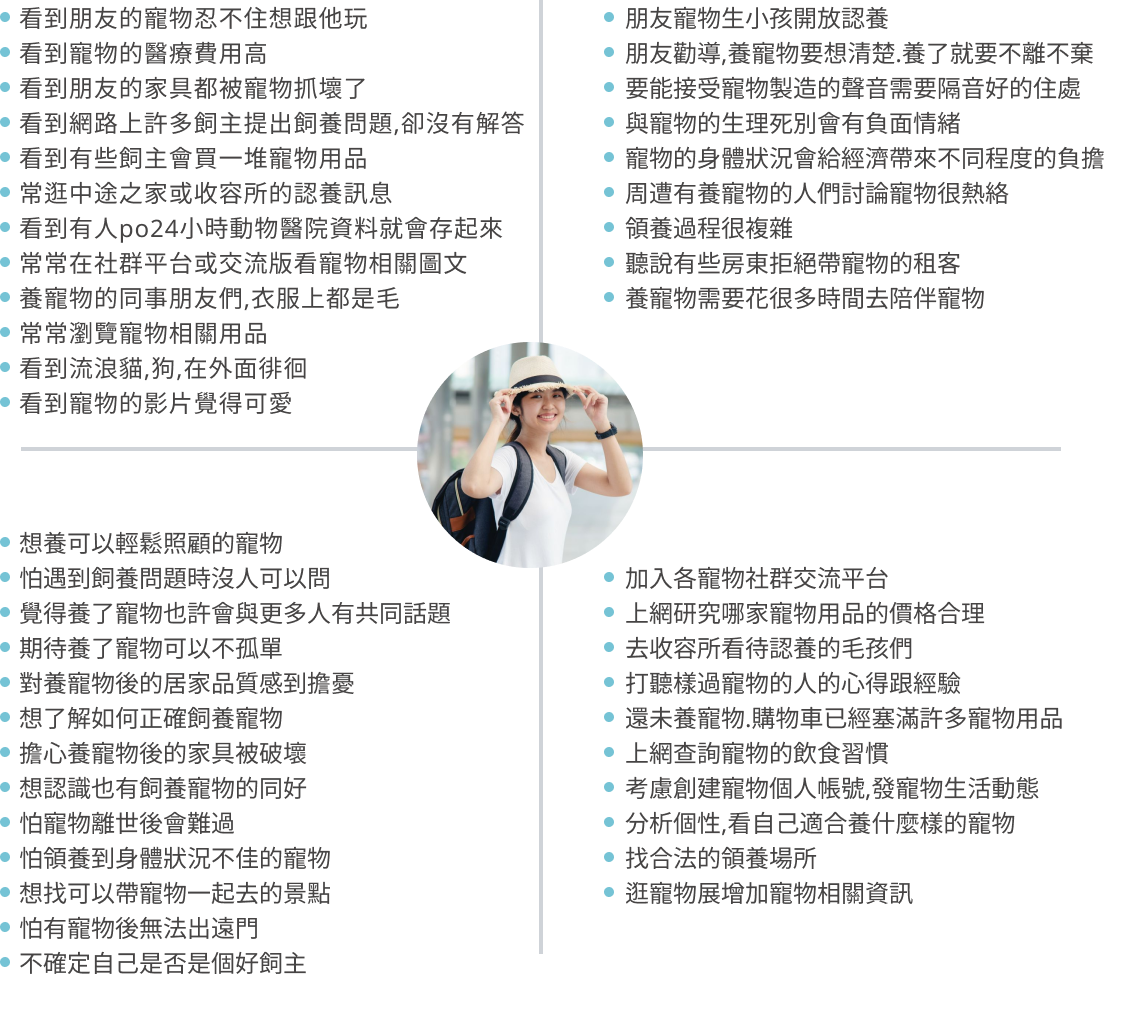 看到朋友的寵物忍不住想跟他玩
看到寵物的醫療費用高
看到朋友的家具都被寵物抓壞了
看到網路上許多飼主提出飼養問題,卻沒有解答
看到有些飼主會買一堆寵物用品
常逛中途之家或收容所的認養訊息
看到有人po24小時動物醫院資料就會存起來
常常在社群平台或交流版看寵物相關圖文
養寵物的同事朋友們,衣服上都是毛
常常瀏覽寵物相關用品
看到流浪貓,狗,在外面徘徊
看到寵物的影片覺得可愛
朋友寵物生小孩開放認養
朋友勸導,養寵物要想清楚.養了就要不離不棄
要能接受寵物製造的聲音需要隔音好的住處
與寵物的生理死別會有負面情緒
寵物的身體狀況會給經濟帶來不同程度的負擔
周遭有養寵物的人們討論寵物很熱絡
領養過程很複雜
聽說有些房東拒絕帶寵物的租客
養寵物需要花很多時間去陪伴寵物
想養可以輕鬆照顧的寵物
怕遇到飼養問題時沒人可以問
覺得養了寵物也許會與更多人有共同話題
期待養了寵物可以不孤單
對養寵物後的居家品質感到擔憂
想了解如何正確飼養寵物
擔心養寵物後的家具被破壞
想認識也有飼養寵物的同好
怕寵物離世後會難過
怕領養到身體狀況不佳的寵物
想找可以帶寵物一起去的景點
怕有寵物後無法出遠門
不確定自己是否是個好飼主
加入各寵物社群交流平台
上網研究哪家寵物用品的價格合理
去收容所看待認養的毛孩們
打聽樣過寵物的人的心得跟經驗
還未養寵物.購物車已經塞滿許多寵物用品
上網查詢寵物的飲食習慣
考慮創建寵物個人帳號,發寵物生活動態
分析個性,看自己適合養什麼樣的寵物
找合法的領養場所
逛寵物展增加寵物相關資訊